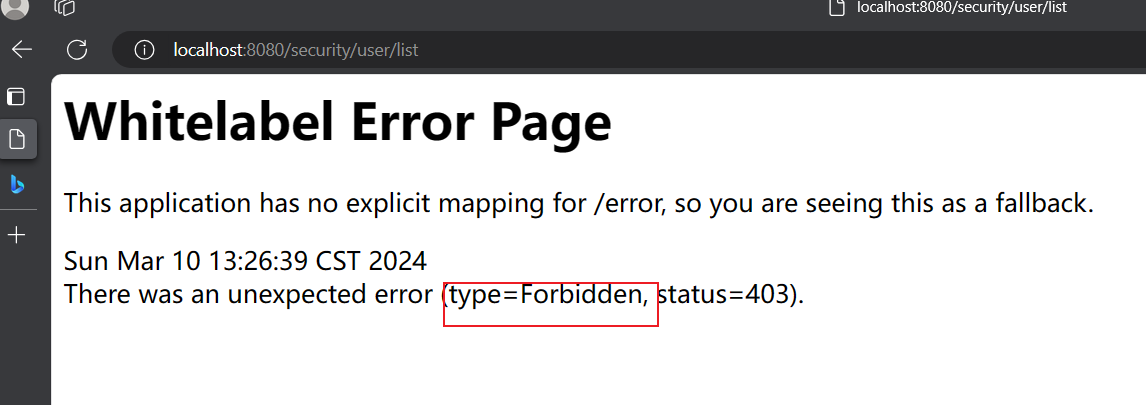 localhost:8080/security/user/list
localhost:8080/security/user/list
Whitelabel Error Page
This application has no explicit mapping for /error, so you are seeing this as a fallback.
Sun Mar 10 13:26:39 CST 2024
There was an unexpected error (type=Forbidden, status=403).